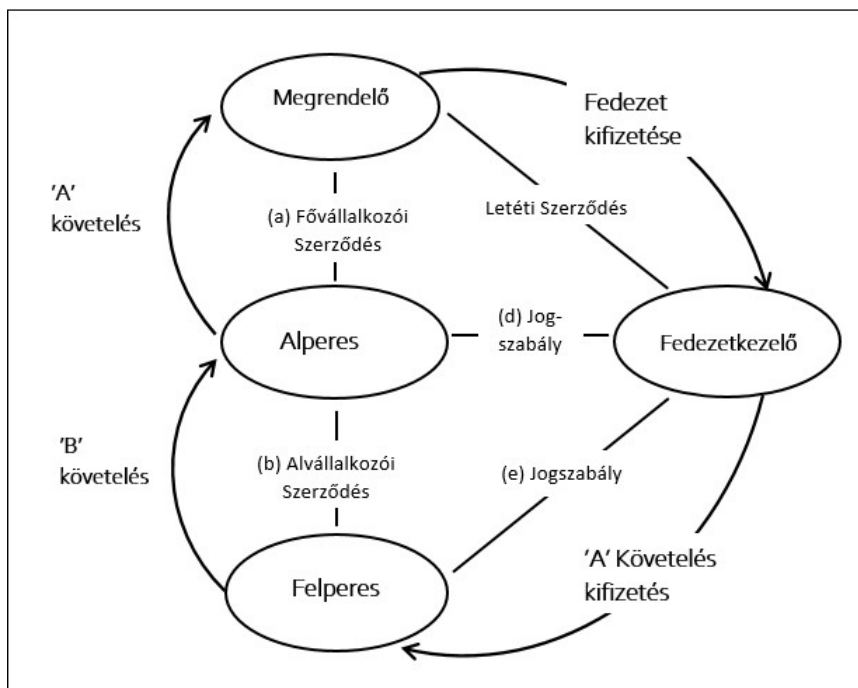 Megrendelő
Fedezet
kifizetése
'A'
követelés
(a) Fővállalkozói
Szerződés
Letéti Szerződés
Alperes
(d) Jog-
szabály
Fedezetkezelő
'B'
követelés
(b) Alvállalkozói
Szerződés
(e) Jogszabály
Felperes
'A' Követelés
kifizetés